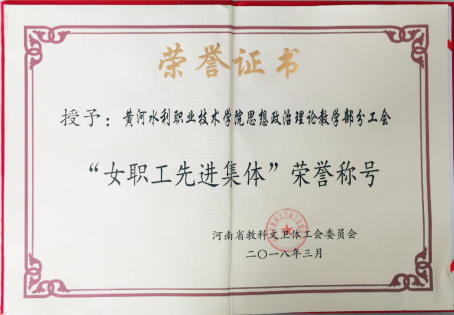 荣誉证书
授予：黄河水利职业技术学院思想政治理论教学部分工会
“女职工先进集体”荣誉称号
河南省教科文卫体工会委员会
二〇一八年三月